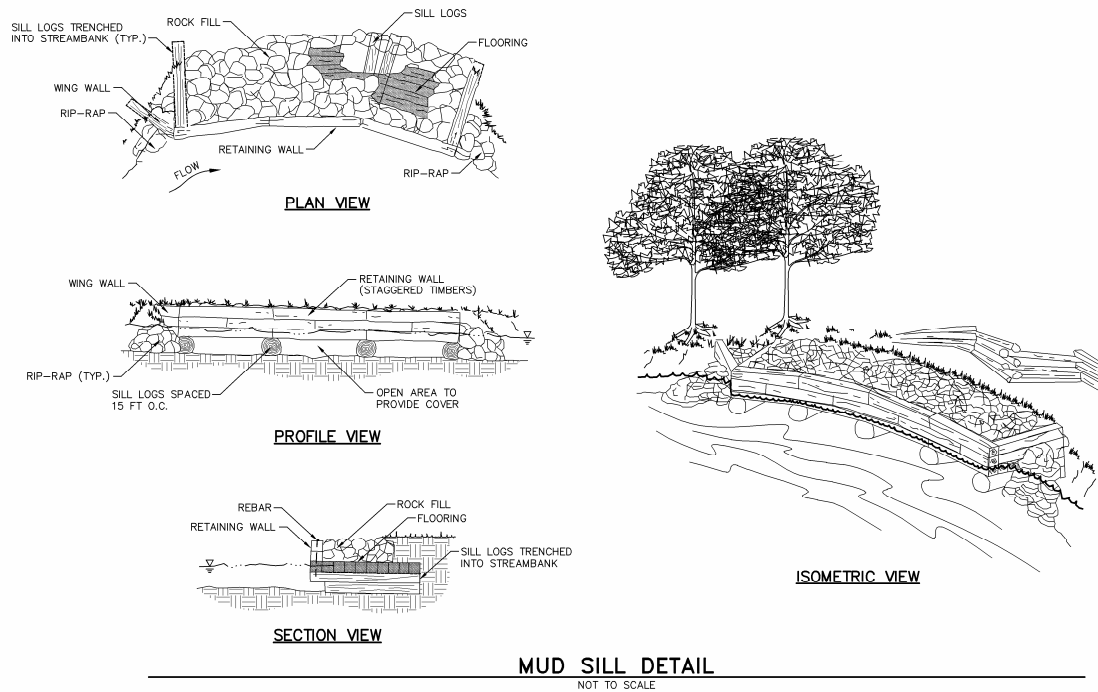 SILL LOGS TRENCHED
INTO STREAMBANK (TYP.)
ROCK FILL
SILL LOGS
FLOORING
WING WALL
RIP-RAP
RETAINING WALL
RIP-RAP
FLOW
PLAN VIEW
WING WALL
RETAINING WALL
(STAGGERED TIMBERS)
RIP-RAP (TYP.)
SILL LOGS SPACED
15 FT O.C.
OPEN AREA TO
PROVIDE COVER
PROFILE VIEW
REBAR
RETAINING WALL
ROCK FILL
FLOORING
SILL LOGS TRENCHED
INTO STREAMBANK
SECTION VIEW
ISOMETRIC VIEW
MUD SILL DETAIL
NOT TO SCALE